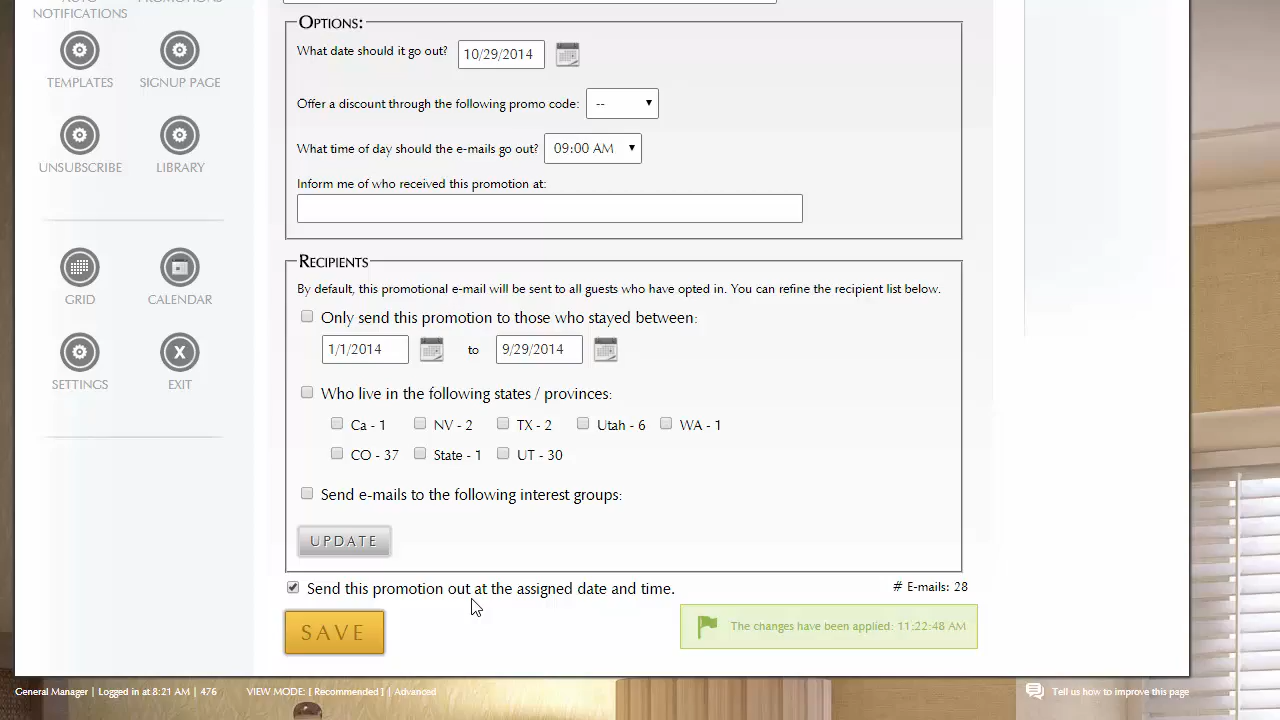 AUTO
NOTIFICATIONS
PROMOTIONS
TEMPLATES
SIGNUP PAGE
UNSUBSCRIBE
LIBRARY
GRID
CALENDAR
SETTINGS
X
EXIT
OPTIONS:
What date should it go out? 10/29/2014
Offer a discount through the following promo code: --
What time of day should the e-mails go out? 09:00 AM
Inform me of who received this promotion at:
RECIPIENTS
By default, this promotional e-mail will be sent to all guests who have opted in. You can refine the recipient list below.
Only send this promotion to those who stayed between:
1/1/2014 to 9/29/2014
Who live in the following states / provinces:
Ca - 1 NV - 2 TX - 2 Utah - 6 WA - 1
CO - 37 State - 1 UT - 30
Send e-mails to the following interest groups:
UPDATE
Send this promotion out at the assigned date and time. # E-mails: 28
SAVE
The changes have been applied: 11:22:48 AM
General Manager | Logged in at 8:21 AM | 476 VIEW MODE: [ Recommended ] | Advanced Tell us how to improve this page